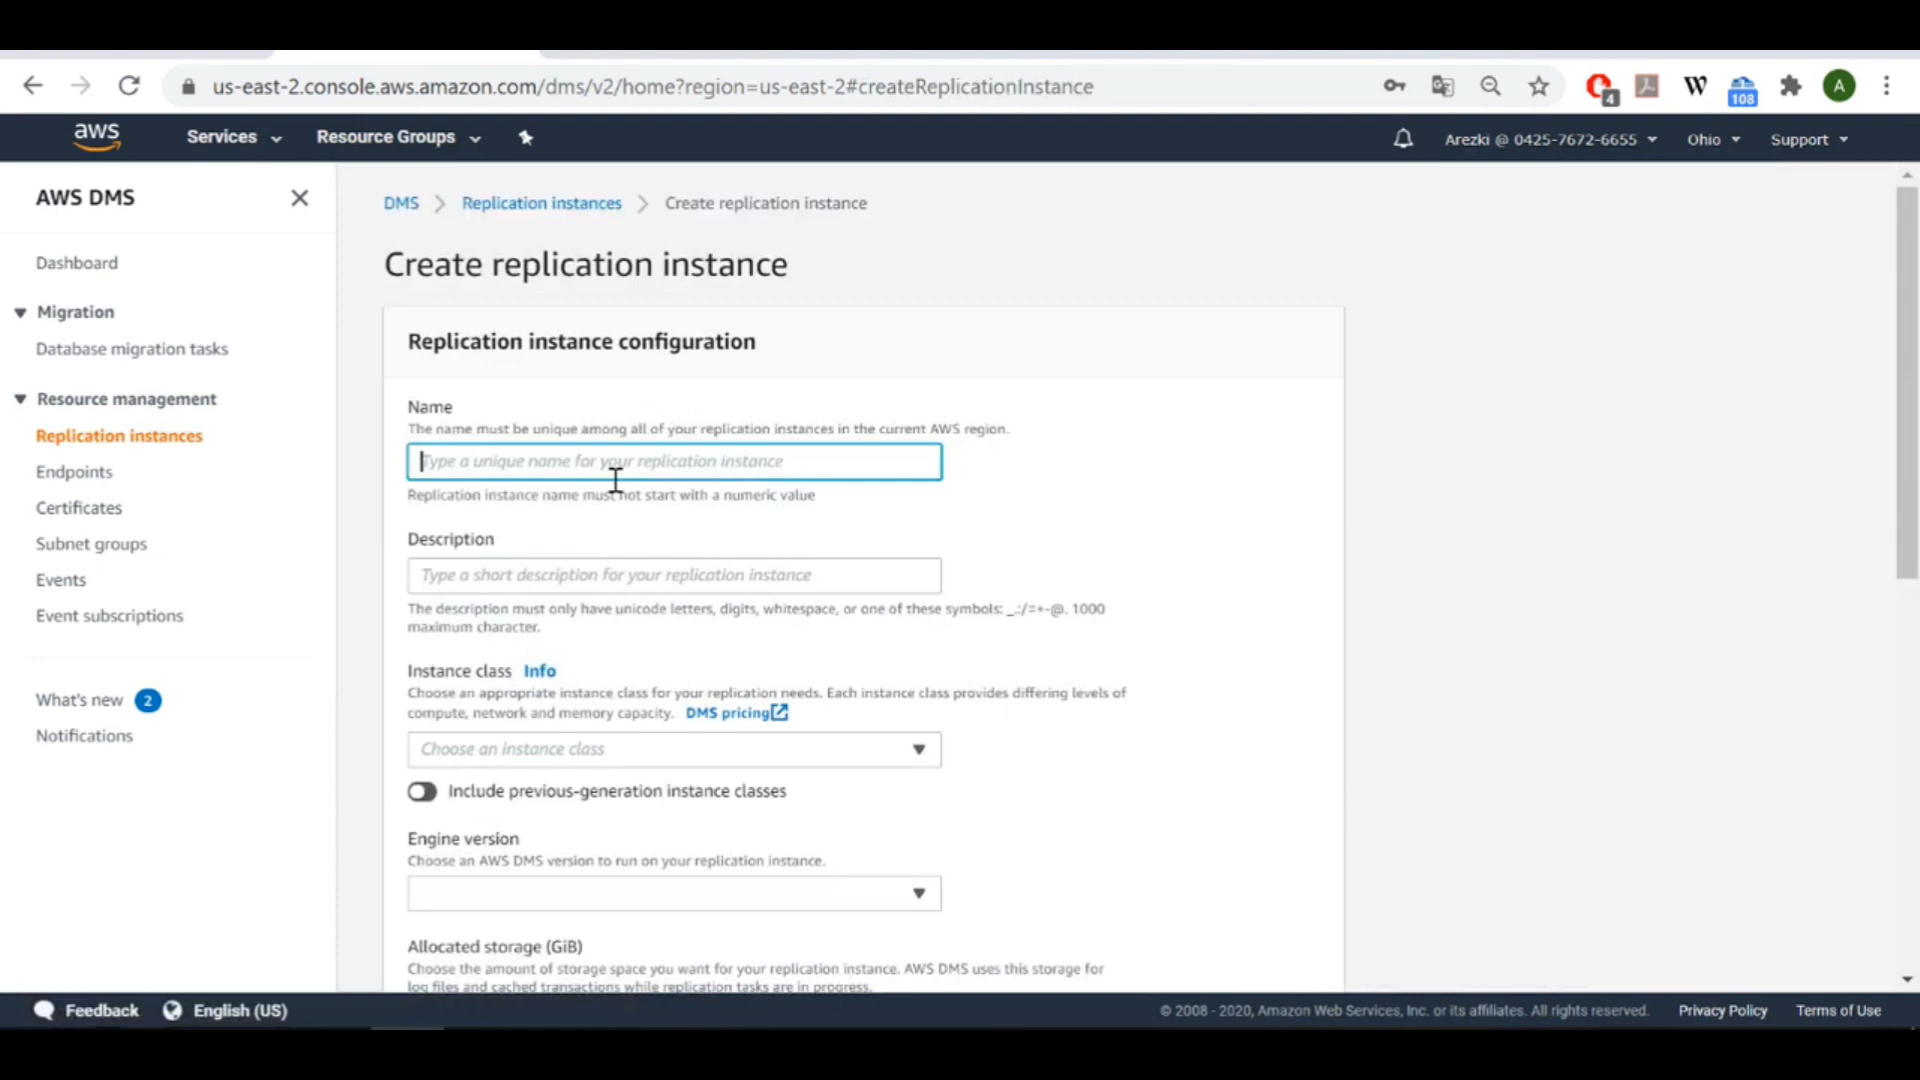 us-east-2.console.aws.amazon.com/dms/v2/home?region=us-east-2#createReplicationInstance
4
W
108
A
aws
Services
Resource Groups
Arezki @ 0425-7672-6655
Ohio
Support
AWS DMS
Dashboard
Migration
Database migration tasks
Resource management
Replication instances
Endpoints
Certificates
Subnet groups
Events
Event subscriptions
What's new 2
Notifications
DMS > Replication instances > Create replication instance
Create replication instance
Replication instance configuration
Name
The name must be unique among all of your replication instances in the current AWS region.
Type a unique name for your replication instance
Replication instance name must not start with a numeric value
Description
Type a short description for your replication instance
The description must only have unicode letters, digits, whitespace, or one of these symbols: _.:/=+-@. 1000
maximum character.
Instance class Info
Choose an appropriate instance class for your replication needs. Each instance class provides differing levels of
compute, network and memory capacity. DMS pricing
Choose an instance class
Include previous-generation instance classes
Engine version
Choose an AWS DMS version to run on your replication instance.
Allocated storage (GiB)
Choose the amount of storage space you want for your replication instance. AWS DMS uses this storage for
log files and cached transactions while replication tasks are in progress.
Feedback
English (US)
© 2008 - 2020, Amazon Web Services, Inc. or its affiliates. All rights reserved.
Privacy Policy
Terms of Use